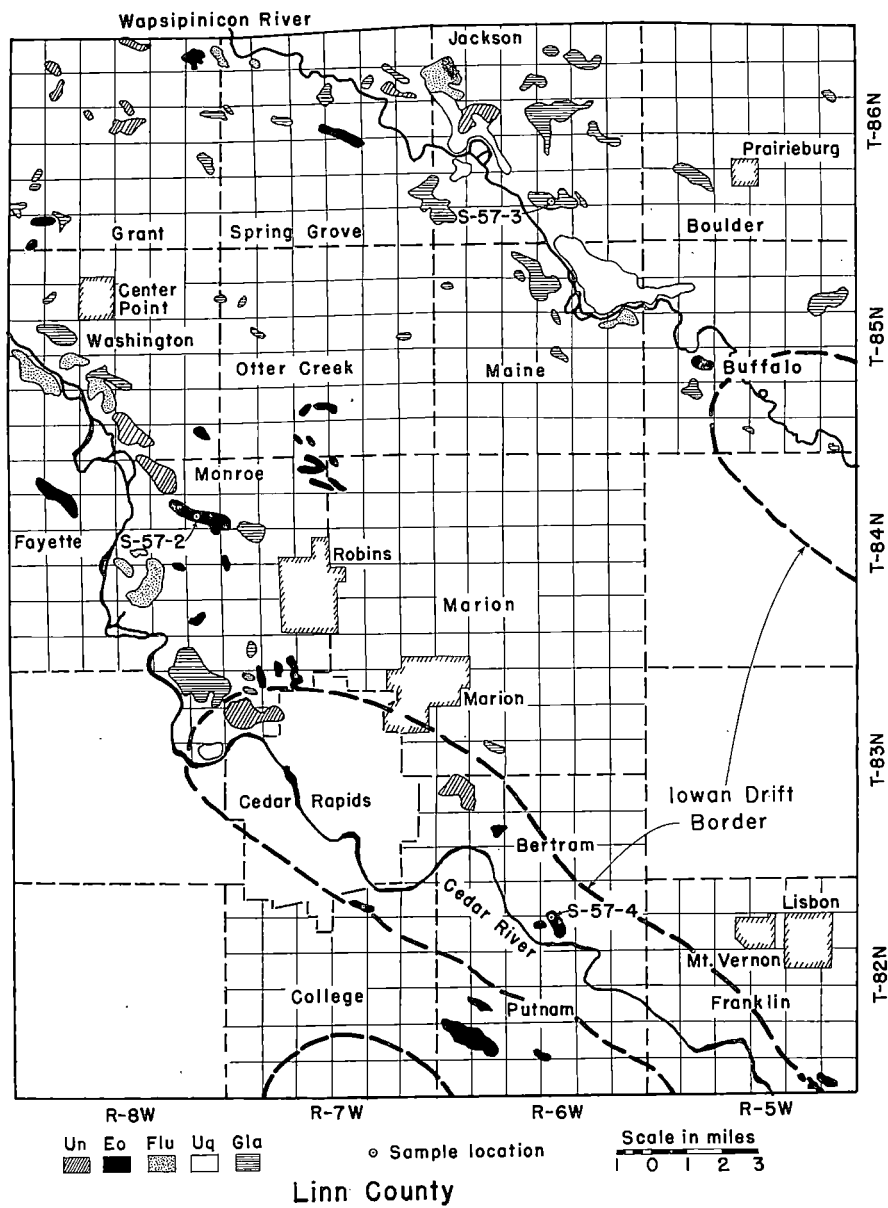 Wapsipinicon River
Jackson
T-86N
Prairieburg
S-57-3
Grant
Spring Grove
Boulder
Center
Point
Washington
T-85N
Otter Creek
Maine
Buffalo
Monroe
Fayette
S-57-2
Robins
T-84N
Marion
Marion
T-83N
Cedar Rapids
Iowan Drift
Border
Bertram
Cedar River
S-57-4
Lisbon
Mt. Vernon
T-82N
College
Putnam
Franklin
R-8W
R-7W
R-6W
R-5W
Un Eo Flu Uq Gla
Sample location
Scale in miles
1 0 1 2 3
Linn County